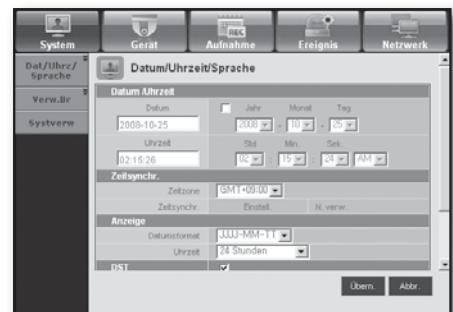 System Gerät Aufnahme Ereignis Netzwerk
REC
Dat/Uhrz/
Sprache
Verw.Br
Systverw
Datum/Uhrzeit/Sprache
Datum /Uhrzeit
Datum Jahr Monat Tag
2008-10-25 2008 - 10 - 25
Uhrzeit Std Min. Sek.
02:15:26 02 : 15 : 24 AM
Zeitsynchr.
Zeitzone GMT+09:00
Zeitsynchr. Einstell. N. verw.
Anzeige
Datumsformat JJJJ-MM-TT
Uhrzeit 24 Stunden
DST
Übern. Abbr.